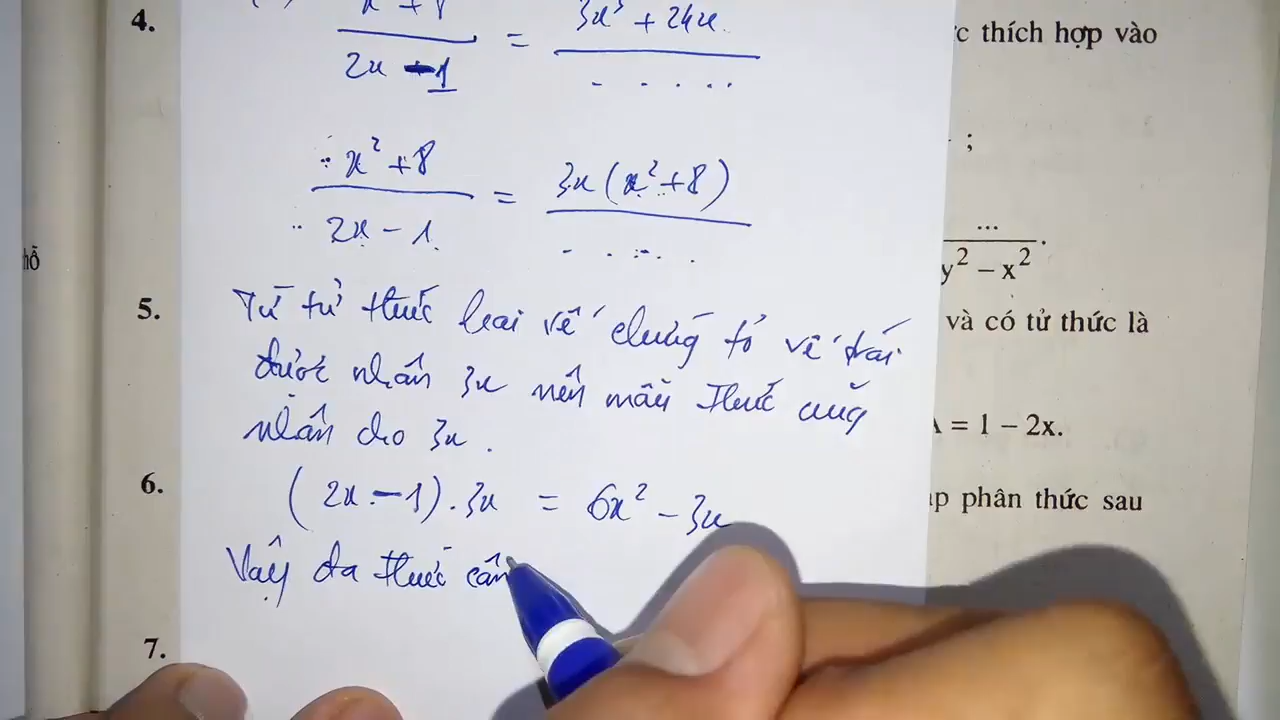 4.
x² + 8 / 2x - 1 = 3x³ + 24x / .....
x² + 8 / 2x - 1 = 3x(x² + 8) / .....
Từ tử thức hai vế chứng tỏ vế trái
được nhân 3x nên mẫu thức cũng
nhân cho 3x.
(2x - 1).3x = 6x² - 3x
Vậy đa thức cần
5.
6.
7.
hỗ
thích hợp vào
;
... / y² - x².
và có tử thức là
= 1 - 2x.
phân thức sau